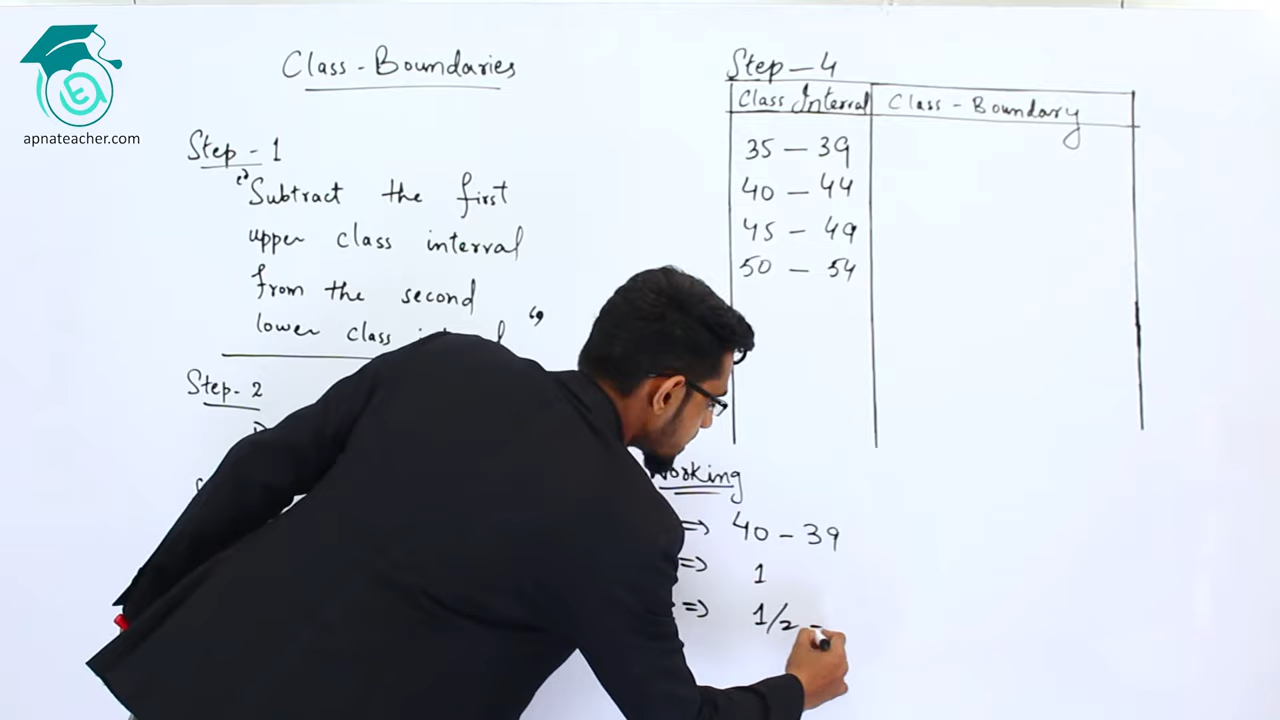 apnateacher.com
Class - Boundaries
Step - 1
"Subtract the first
upper class interval
from the second
lower class
Step - 2
Step - 4
Class Interval Class - Boundary
35 - 39
40 - 44
45 - 49
50 - 54
Working
=> 40 - 39
=> 1
=> 1/2 -